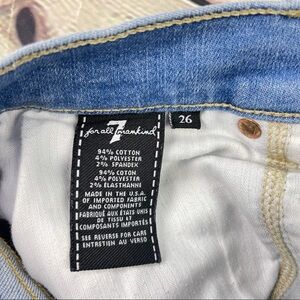 7
for all mankind
26
94% COTTON
4% POLYESTER
2% SPANDEX
94% COTON
4% POLYESTER
2% ELASTHANNE
MADE IN THE U.S.A.
OF IMPORTED FABRIC
AND COMPONENTS
FABRIQUÉ AUX ÉTATS UNIS
DE TISSU ET
COMPOSANTS IMPORTÉS
SEE REVERSE FOR CARE
ENTRETIEN AU VERSO